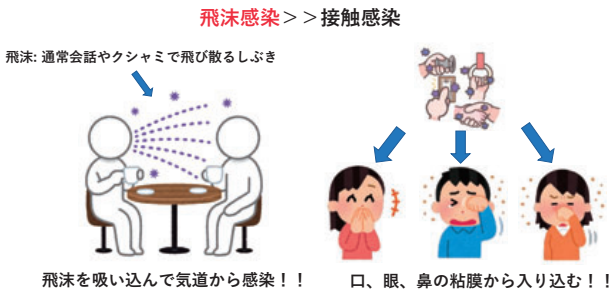 飛沫感染＞＞接触感染
飛沫: 通常会話やクシャミで飛び散るしぶき
飛沫を吸い込んで気道から感染！！
口、眼、鼻の粘膜から入り込む！！